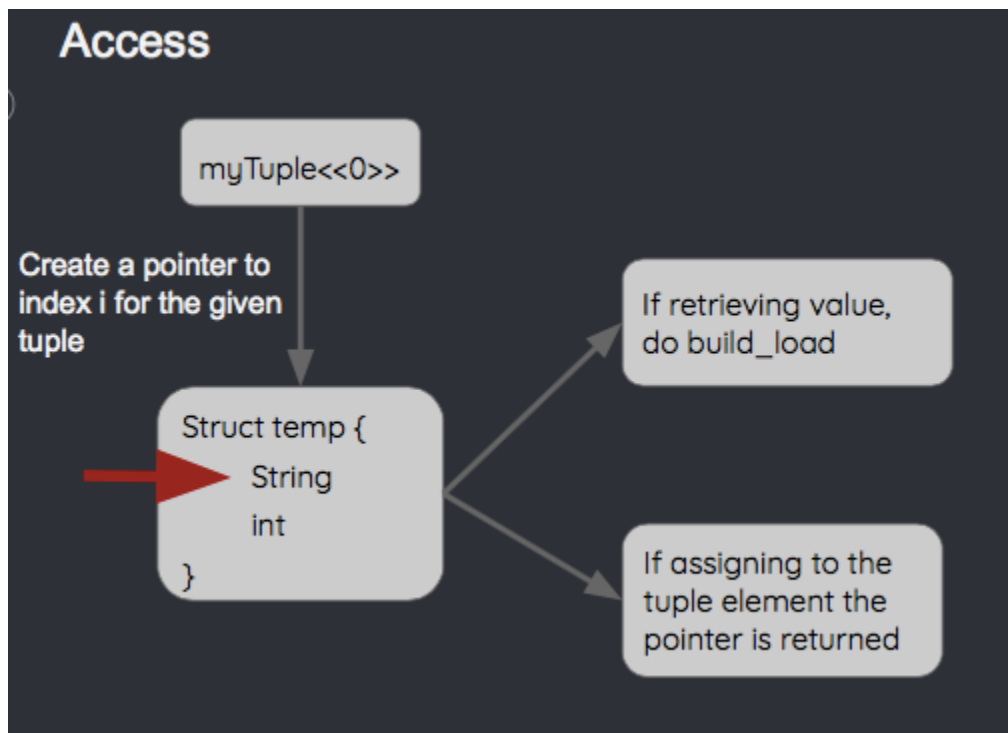 Access
myTuple<<0>>
Create a pointer to
index i for the given
tuple
Struct temp {
String
int
}
If retrieving value,
do build_load
If assigning to the
tuple element the
pointer is returned